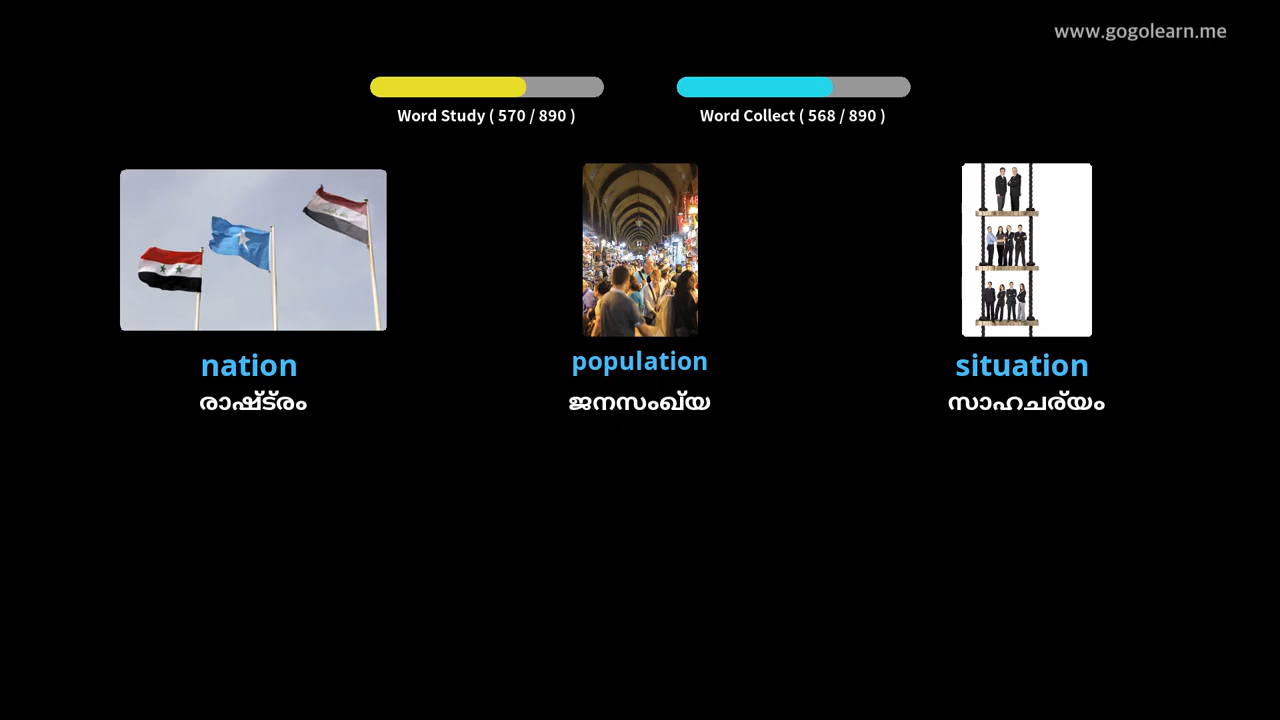 www.gogolearn.me
Word Study ( 570 / 890 )
Word Collect ( 568 / 890 )
nation
population
situation
രാഷ്ട്രം
ജനസംഖ്യ
സാഹചര്യം